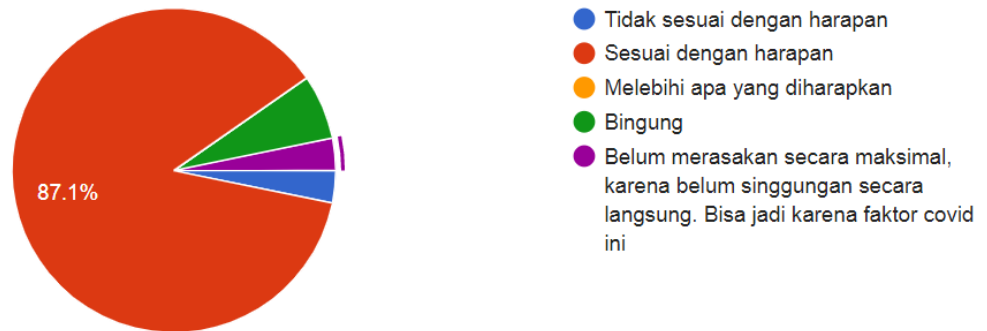 Tidak sesuai dengan harapan
Sesuai dengan harapan
Melebihi apa yang diharapkan
Bingung
Belum merasakan secara maksimal,
karena belum singgungan secara
langsung. Bisa jadi karena faktor covid
ini
87.1%